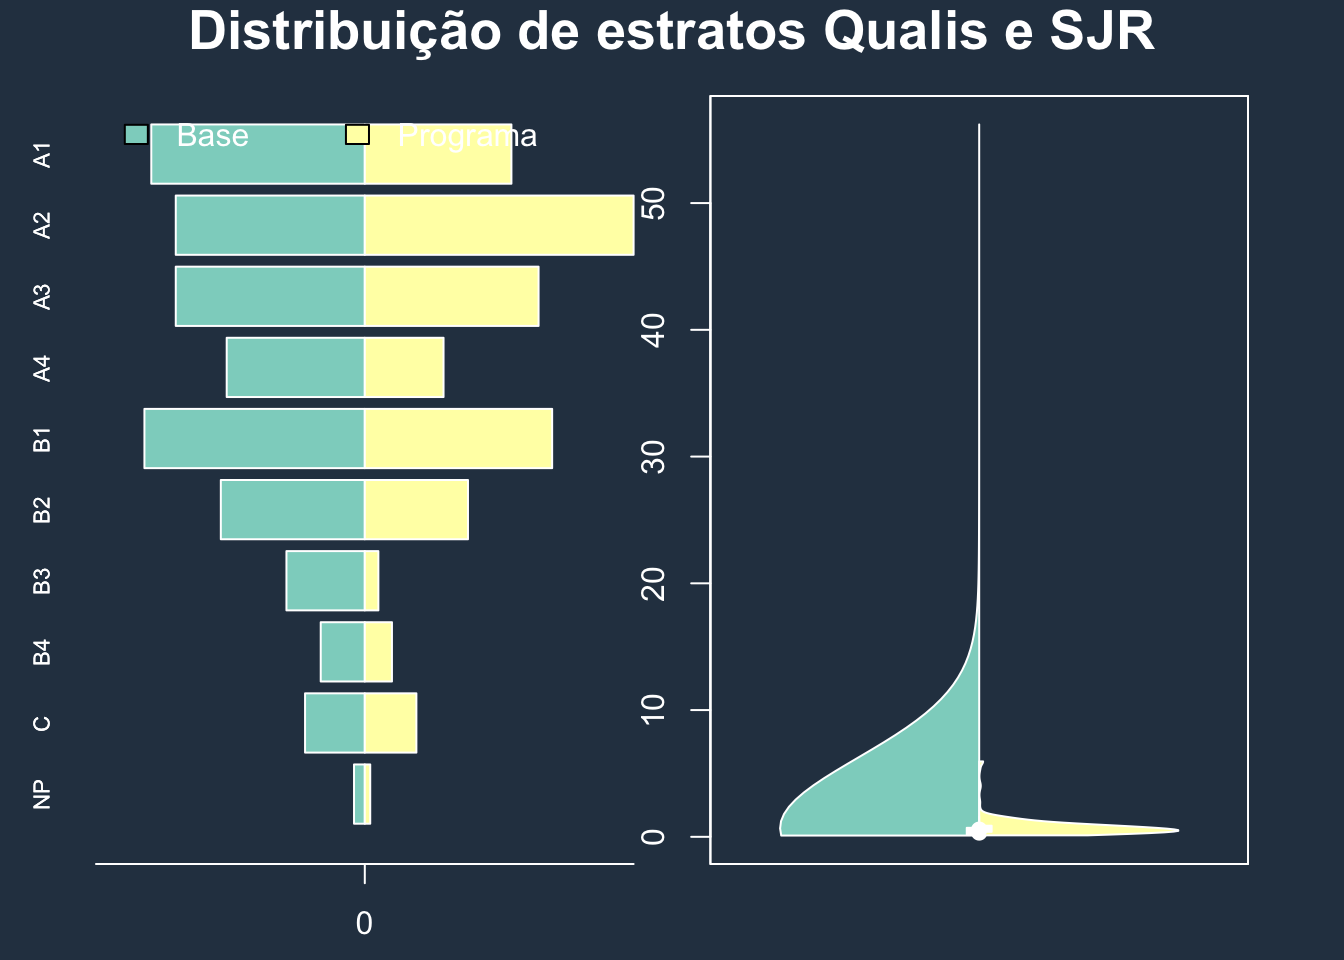 Distribuição de estratos Qualis e SJR
Base Programa
A1
A2
A3
A4
B1
B2
B3
B4
C
NP
0
50
40
30
20
10
0